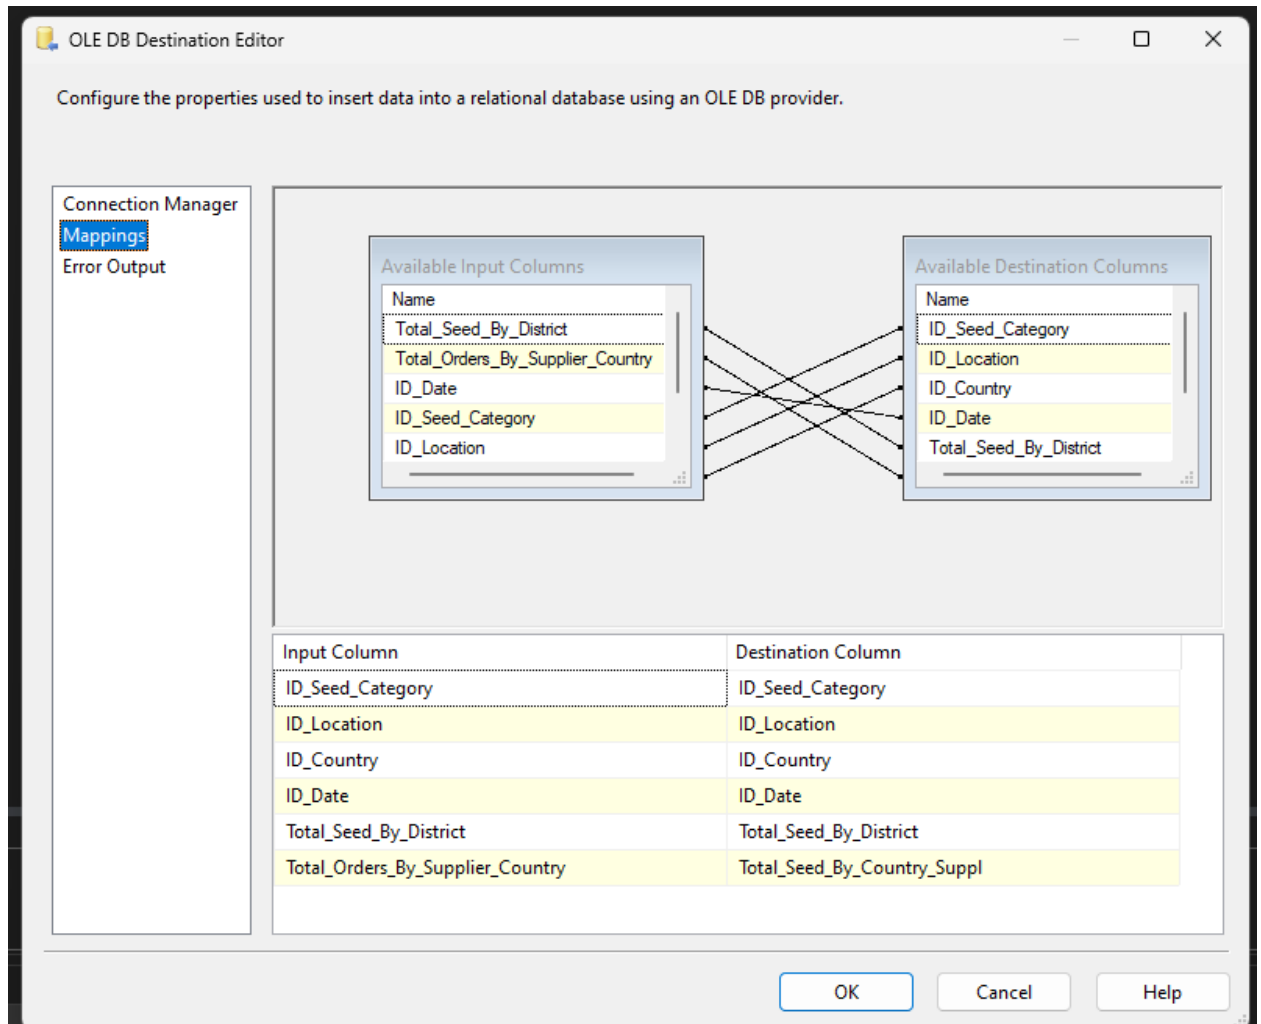 OLE DB Destination Editor
Configure the properties used to insert data into a relational database using an OLE DB provider.
Connection Manager
Mappings
Error Output
Available Input Columns
Name
Total_Seed_By_District
Total_Orders_By_Supplier_Country
ID_Date
ID_Seed_Category
ID_Location
Available Destination Columns
Name
ID_Seed_Category
ID_Location
ID_Country
ID_Date
Total_Seed_By_District
Input Column Destination Column
ID_Seed_Category ID_Seed_Category
ID_Location ID_Location
ID_Country ID_Country
ID_Date ID_Date
Total_Seed_By_District Total_Seed_By_District
Total_Orders_By_Supplier_Country Total_Seed_By_Country_Suppl
OK Cancel Help